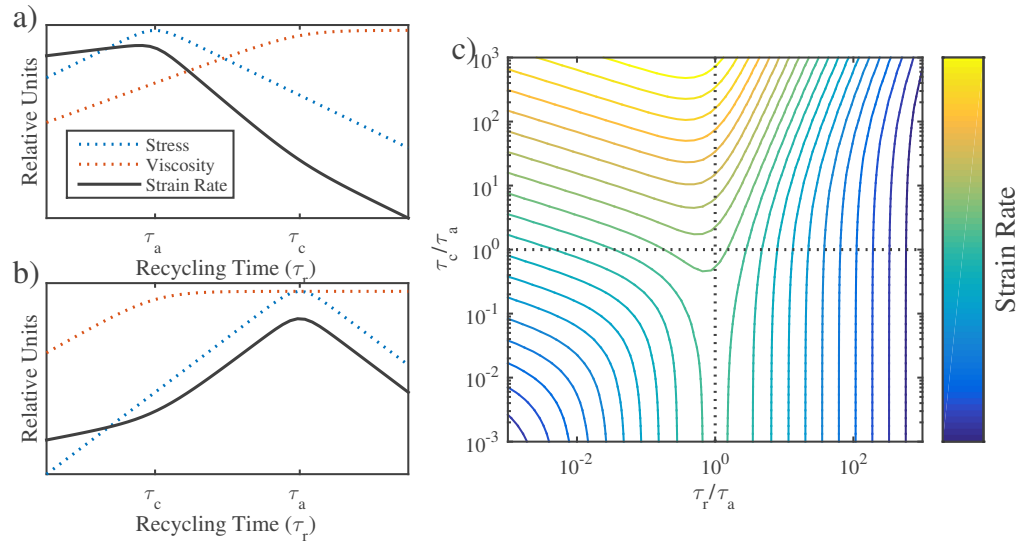 a)
Relative Units
Stress
Viscosity
Strain Rate
τa
τc
Recycling Time (τr)
b)
Relative Units
τc
τa
Recycling Time (τr)
c)
τc/τa
10^3
10^2
10^1
10^0
10^-1
10^-2
10^-3
10^-2
10^0
10^2
τr/τa
Strain Rate